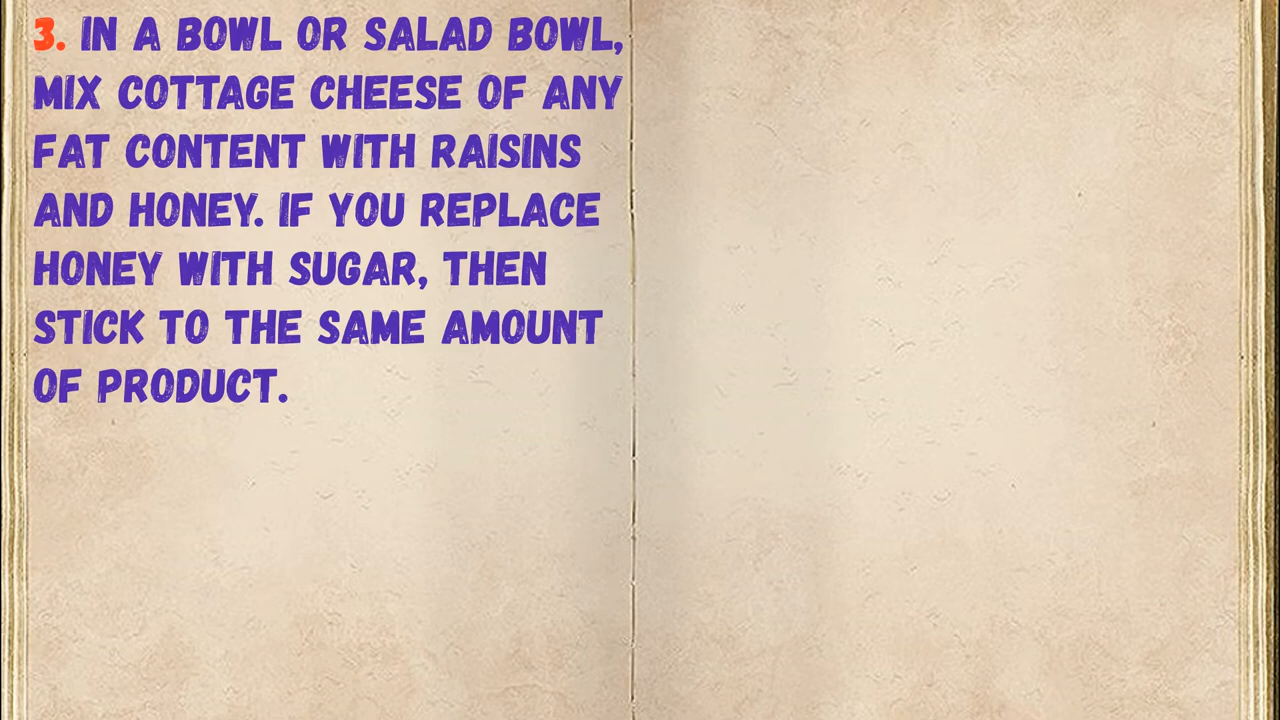 3. IN A BOWL OR SALAD BOWL,
MIX COTTAGE CHEESE OF ANY
FAT CONTENT WITH RAISINS
AND HONEY. IF YOU REPLACE
HONEY WITH SUGAR, THEN
STICK TO THE SAME AMOUNT
OF PRODUCT.